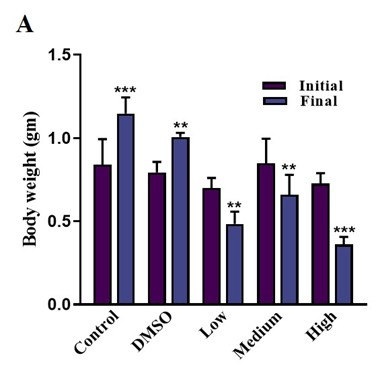 A
Body weight (gm)
1.5
1.0
0.5
0.0
Initial
Final
***
**
**
**
***
Control
DMSO
Low
Medium
High